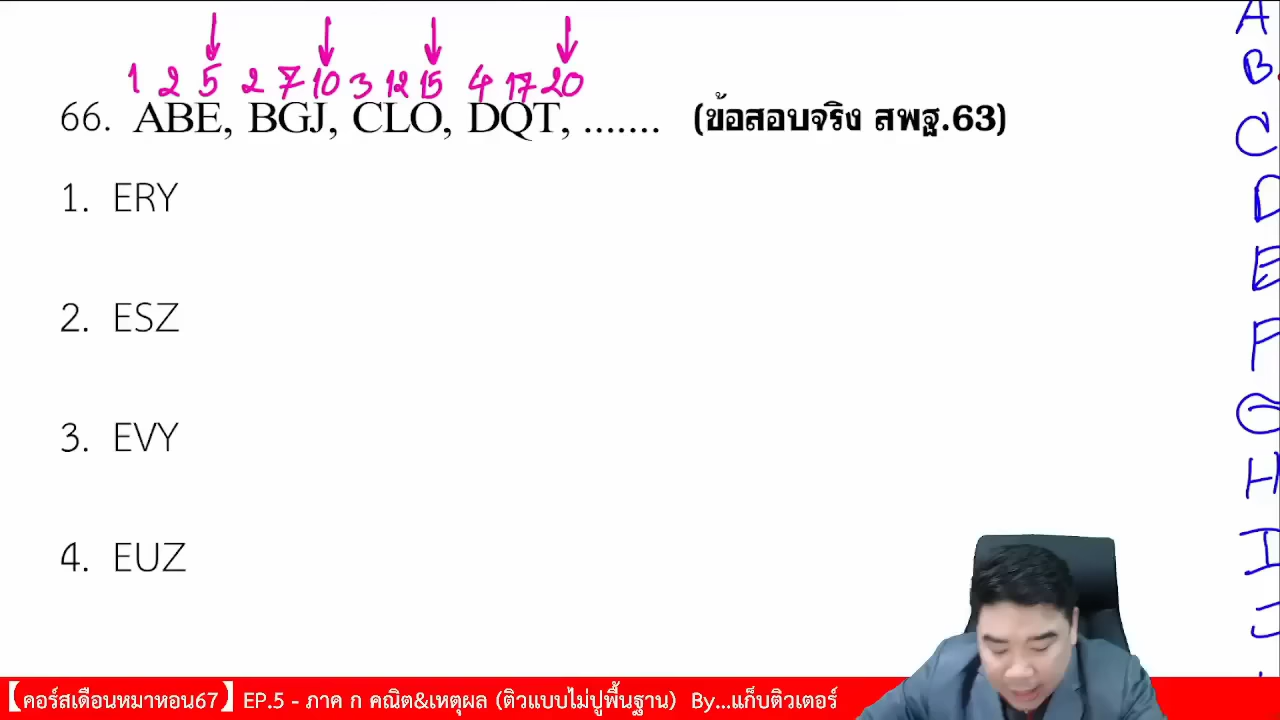 1 2 5 2 7 10 3 12 15 4 17 20
66. ABE, BGJ, CLO, DQT, ....... (ข้อสอบจริง สพฐ.63)
1. ERY
2. ESZ
3. EVY
4. EUZ
A
B
C
D
E
F
G
H
I
J
【คอร์สเดือนหมาหอน67】 EP.5 - ภาค ก คณิต&เหตุผล (ติวแบบไม่ปูพื้นฐาน) By...แก็บติวเตอร์